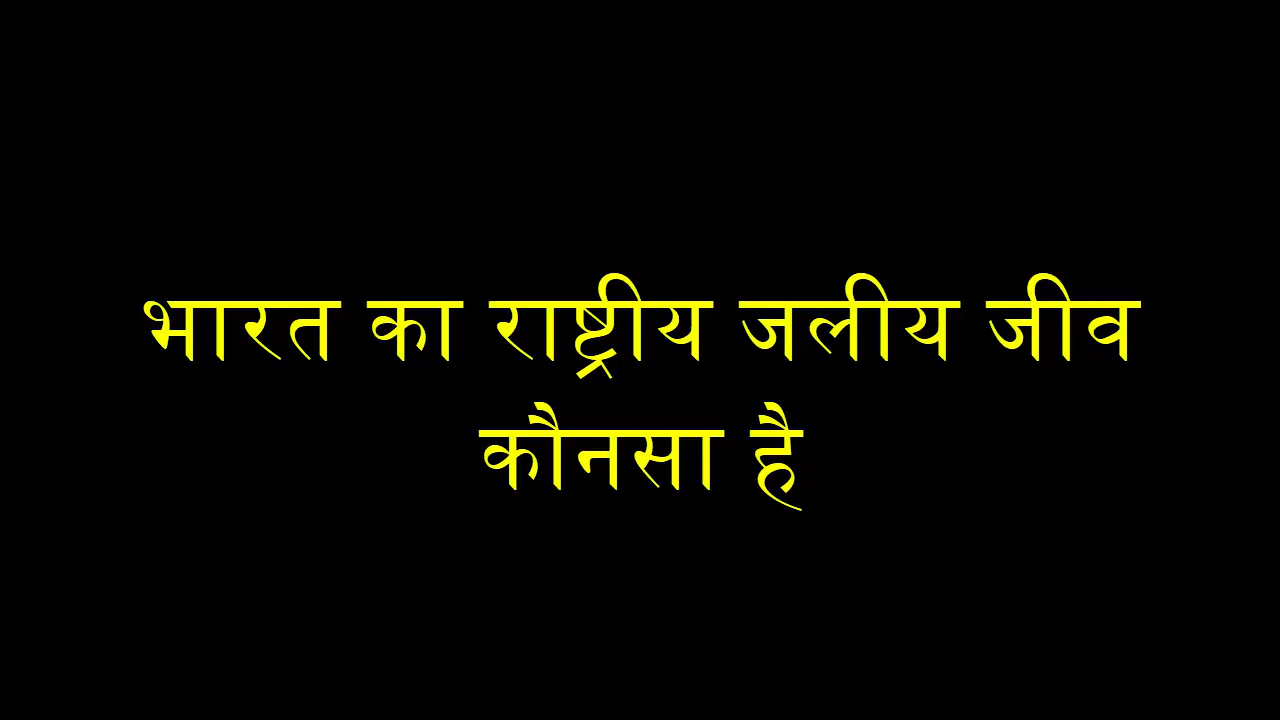 भारत का राष्ट्रीय जलीय जीव
कौनसा है